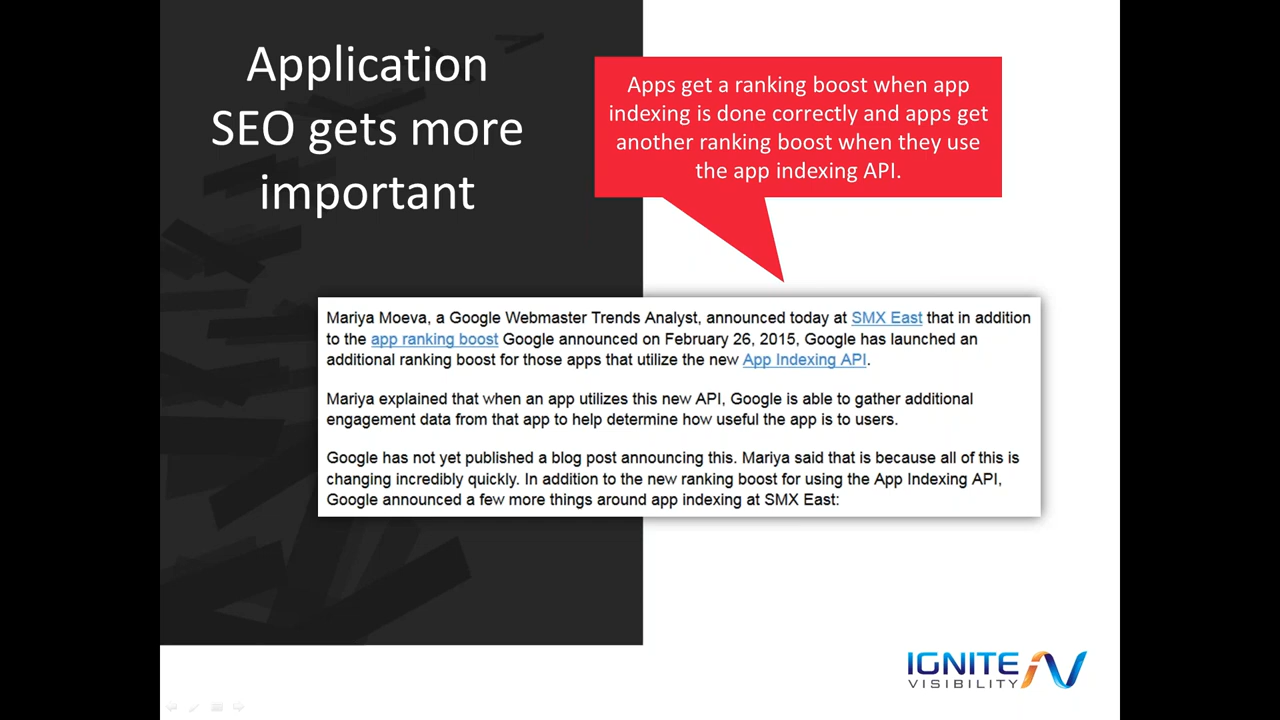 Application
SEO gets more
important
Apps get a ranking boost when app
indexing is done correctly and apps get
another ranking boost when they use
the app indexing API.
Mariya Moeva, a Google Webmaster Trends Analyst, announced today at SMX East that in addition
to the app ranking boost Google announced on February 26, 2015, Google has launched an
additional ranking boost for those apps that utilize the new App Indexing API.
Mariya explained that when an app utilizes this new API, Google is able to gather additional
engagement data from that app to help determine how useful the app is to users.
Google has not yet published a blog post announcing this. Mariya said that is because all of this is
changing incredibly quickly. In addition to the new ranking boost for using the App Indexing API,
Google announced a few more things around app indexing at SMX East:
IGNITE
VISIBILITY